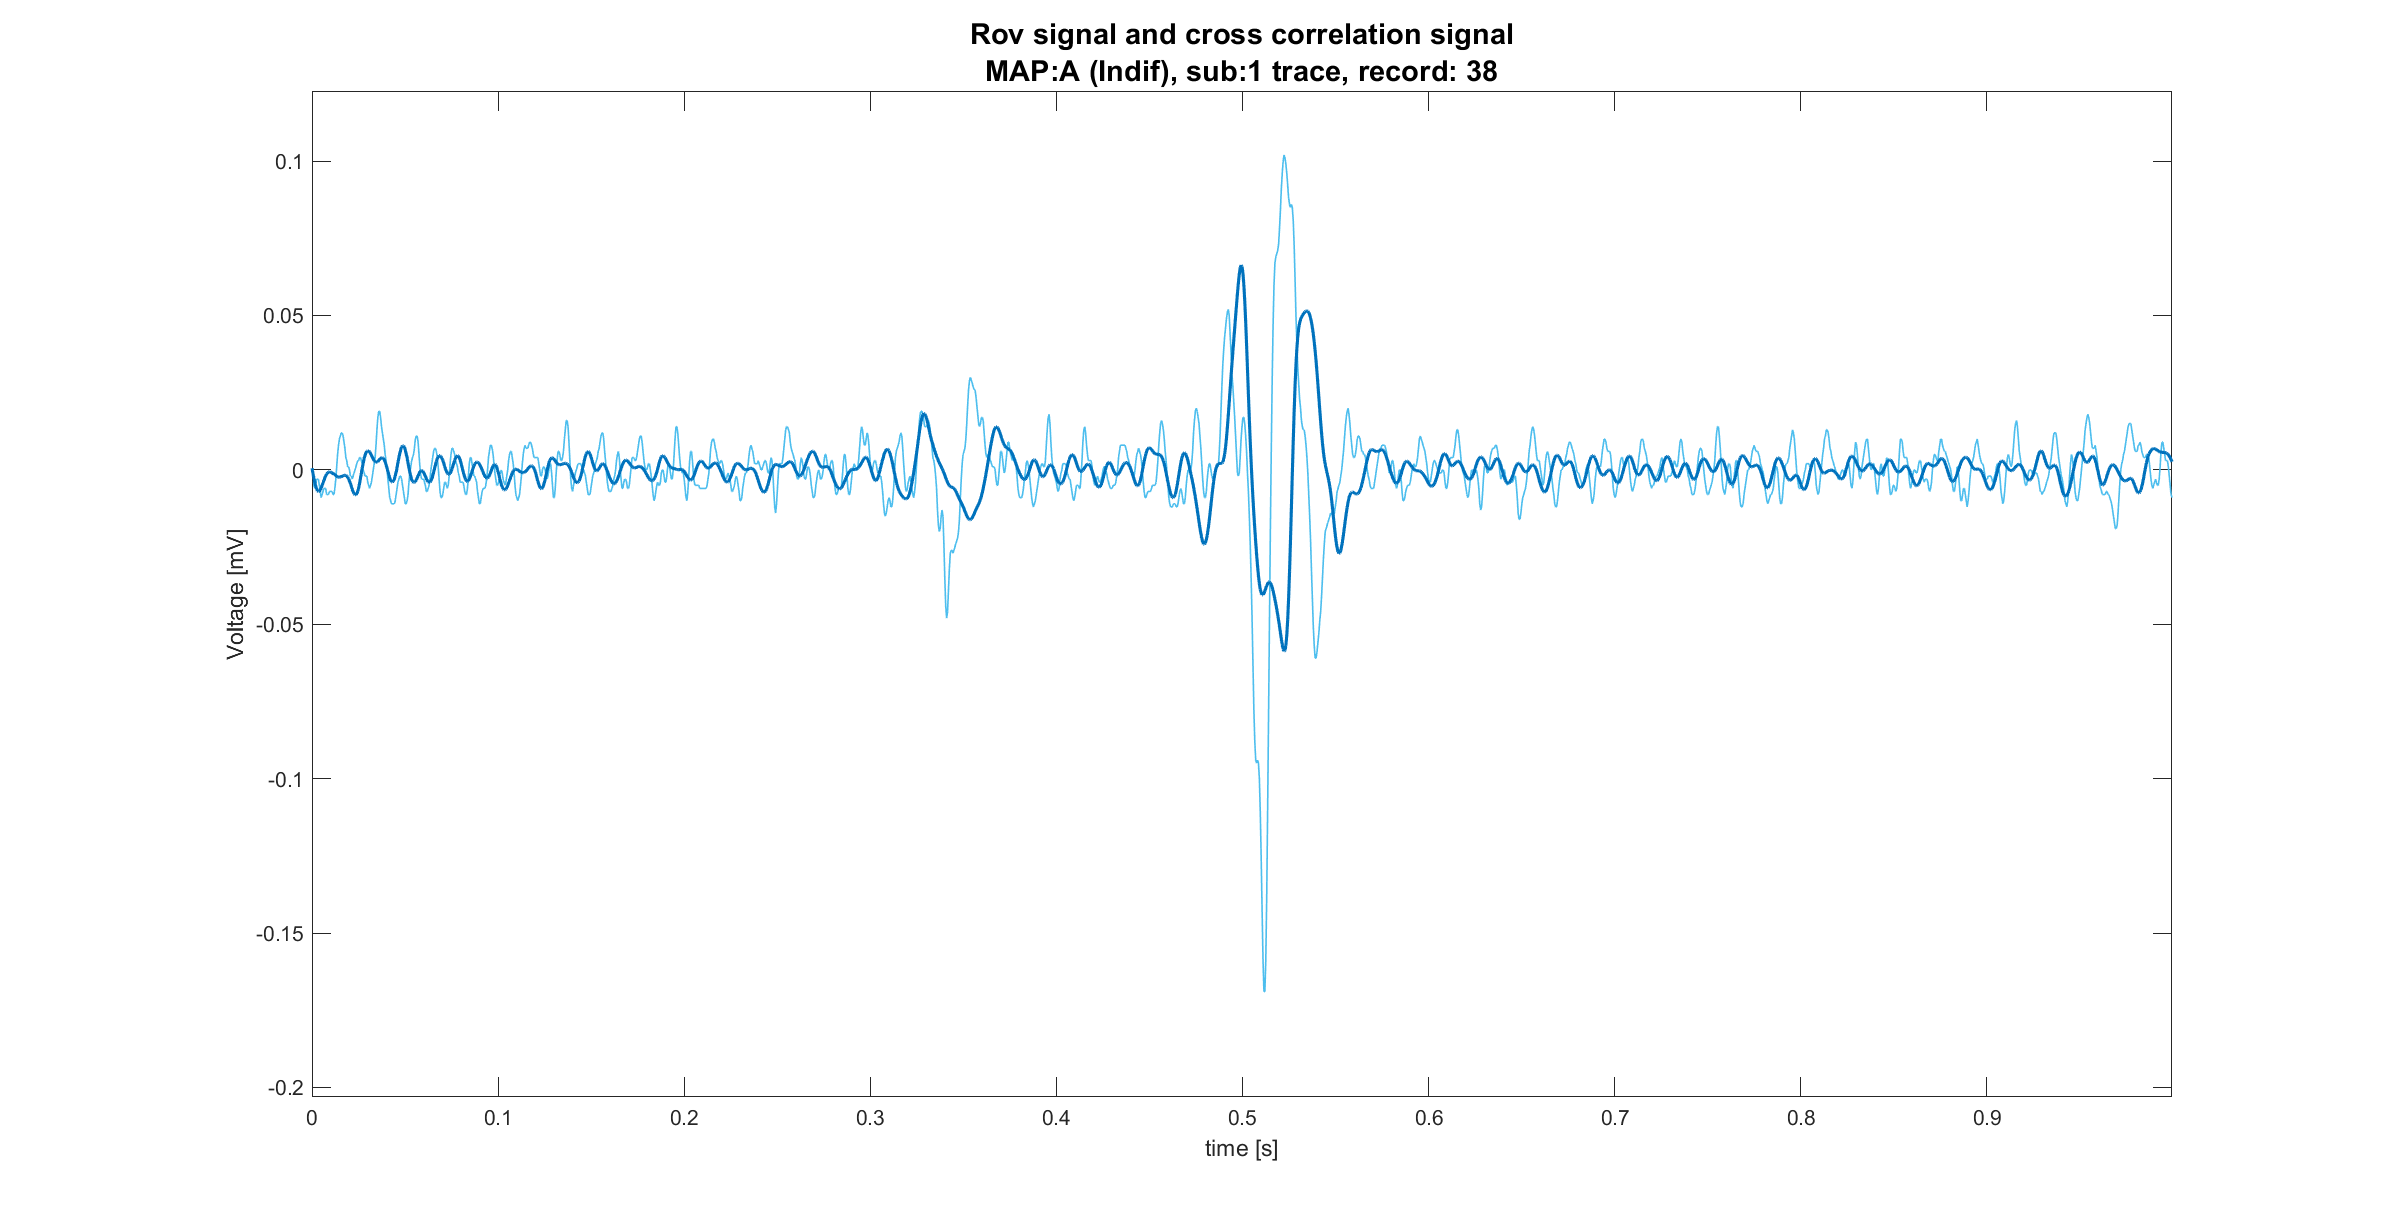 Rov signal and cross correlation signal
MAP:A (Indif), sub:1 trace, record: 38
0.1
0.05
0
-0.05
-0.1
-0.15
-0.2
Voltage [mV]
0 0.1 0.2 0.3 0.4 0.5 0.6 0.7 0.8 0.9
time [s]